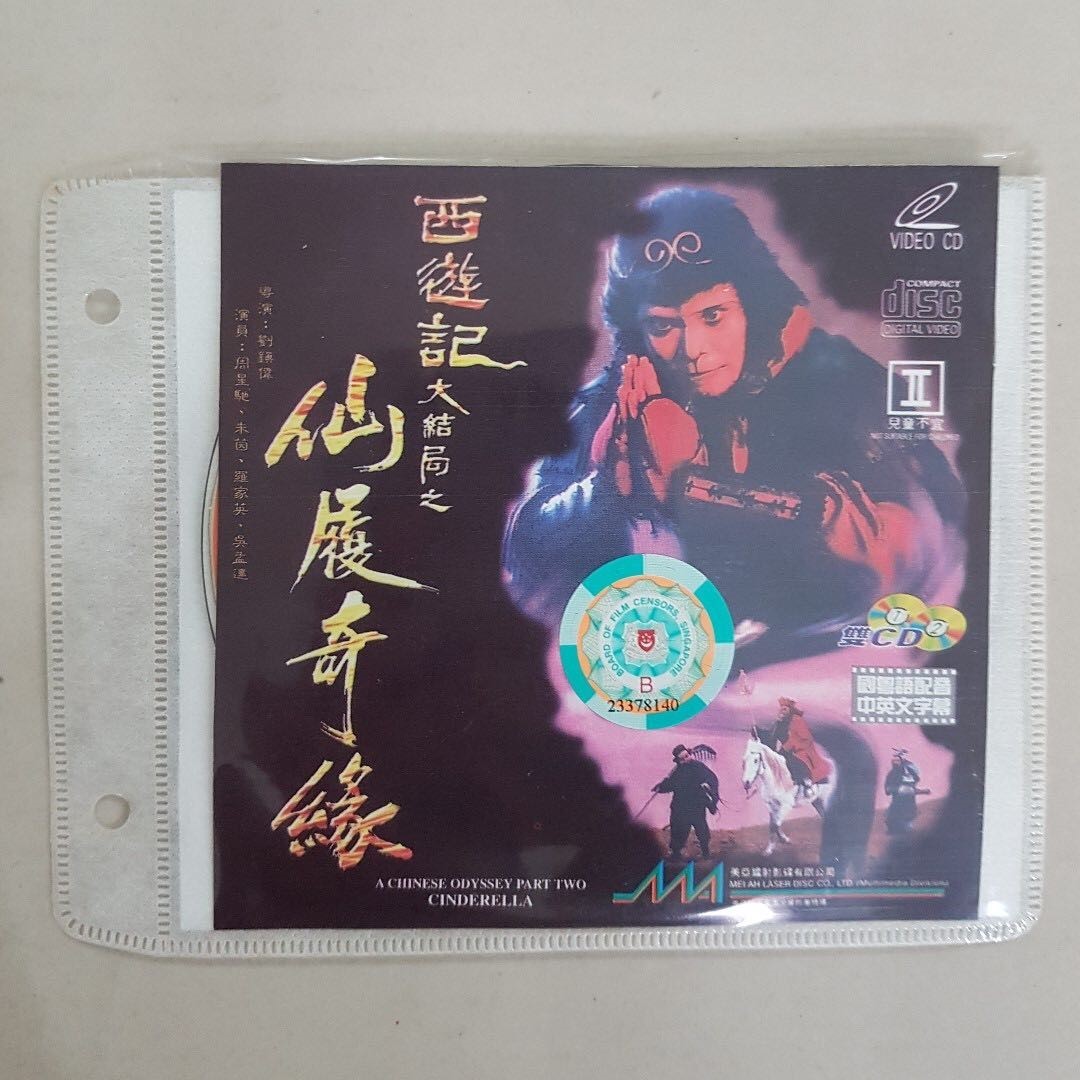 西遊記大結局之
仙履奇緣
導演：劉鎮偉
演員：周星馳、朱茵、羅家英、吳孟達
VIDEO CD
COMPACT
disc
DIGITAL VIDEO
II
兒童不宜
NOT SUITABLE FOR CHILDREN
BOARD OF FILM CENSORS, SINGAPORE
B
23378140
1 2
雙CD
國粵語配音
中英文字幕
A CHINESE ODYSSEY PART TWO
CINDERELLA
美亞鐳射影碟有限公司
MEI AH LASER DISC CO., LTD. (Multimedia Division)